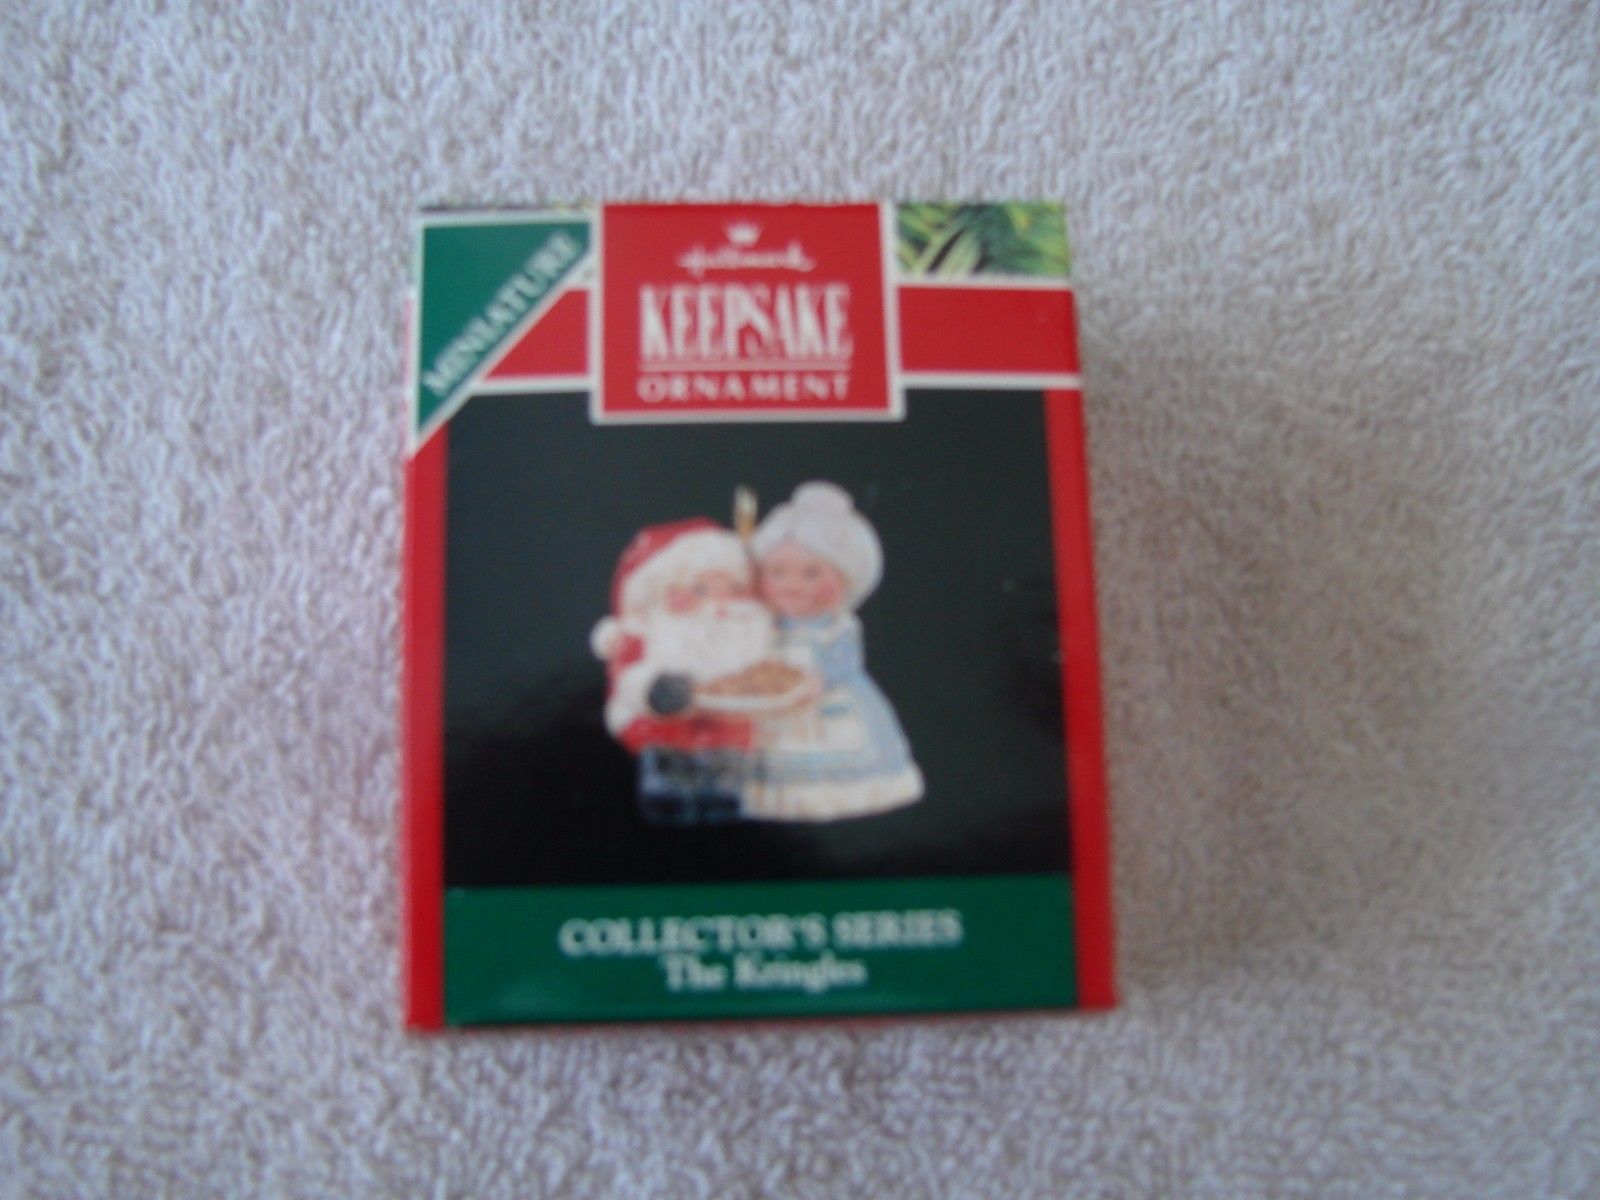 MINIATURE
Hallmark
KEEPSAKE
ORNAMENT
COLLECTOR'S SERIES
The Kringles